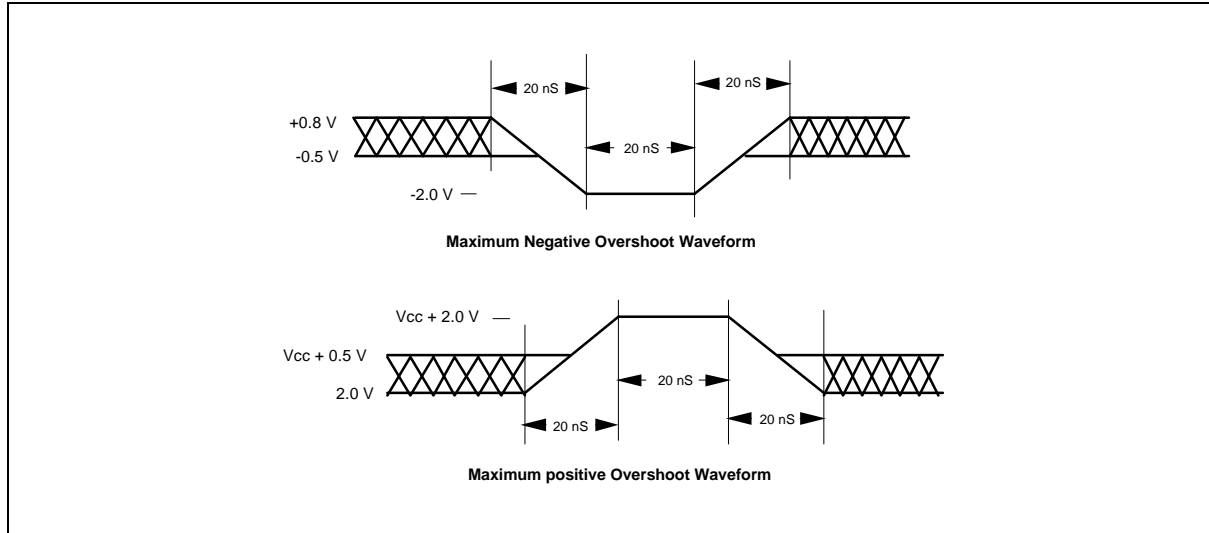 20 nS
20 nS
+0.8 V
20 nS
-0.5 V
-2.0 V
Maximum Negative Overshoot Waveform
Vcc + 2.0 V
Vcc + 0.5 V
20 nS
2.0 V
20 nS
20 nS
Maximum positive Overshoot Waveform